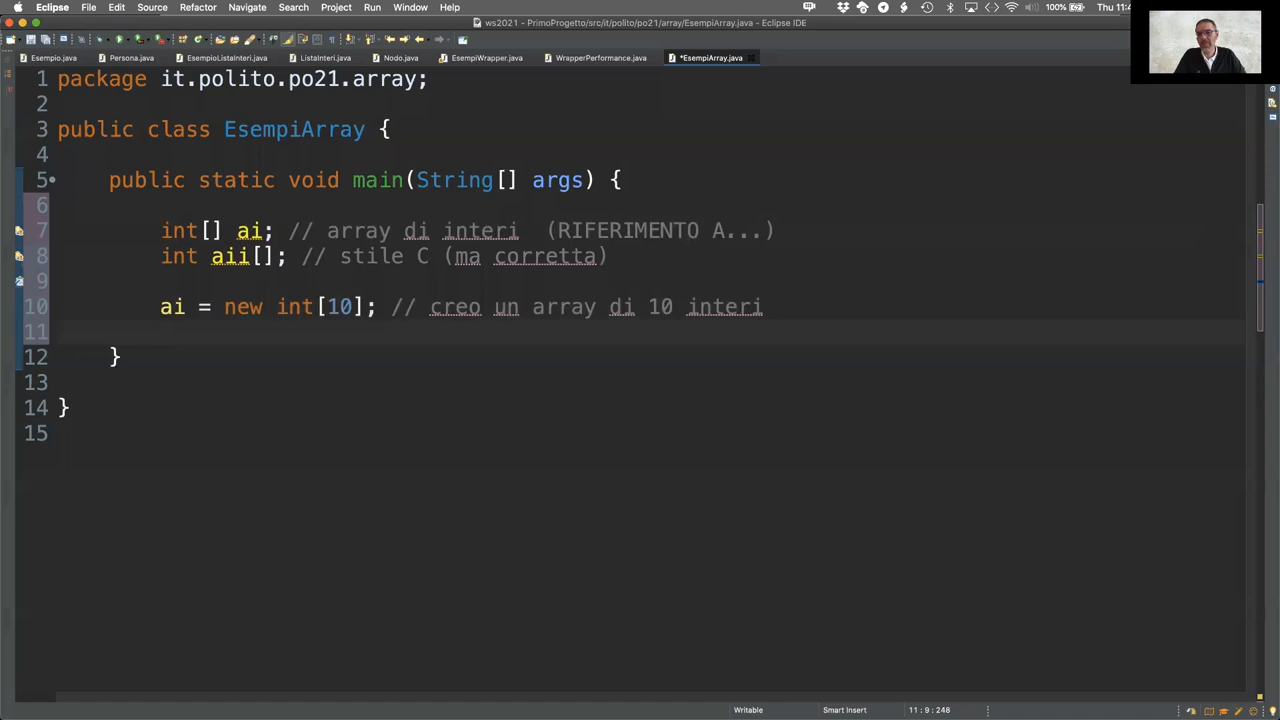 Eclipse File Edit Source Refactor Navigate Search Project Run Window Help 100% Thu 11:4
ws2021 - PrimoProgetto/src/it/polito/po21/array/EsempiArray.java - Eclipse IDE
Esempio.java Persona.java EsempioListaInteri.java ListaInteri.java Nodo.java EsempiWrapper.java WrapperPerformance.java *EsempiArray.java
1 package it.polito.po21.array;
2
3 public class EsempiArray {
4
5 public static void main(String[] args) {
6
7 int[] ai; // array di interi (RIFERIMENTO A...)
8 int aii[]; // stile C (ma corretta)
9
10 ai = new int[10]; // creo un array di 10 interi
11
12 }
13
14 }
15
Writable Smart Insert 11 : 9 : 248